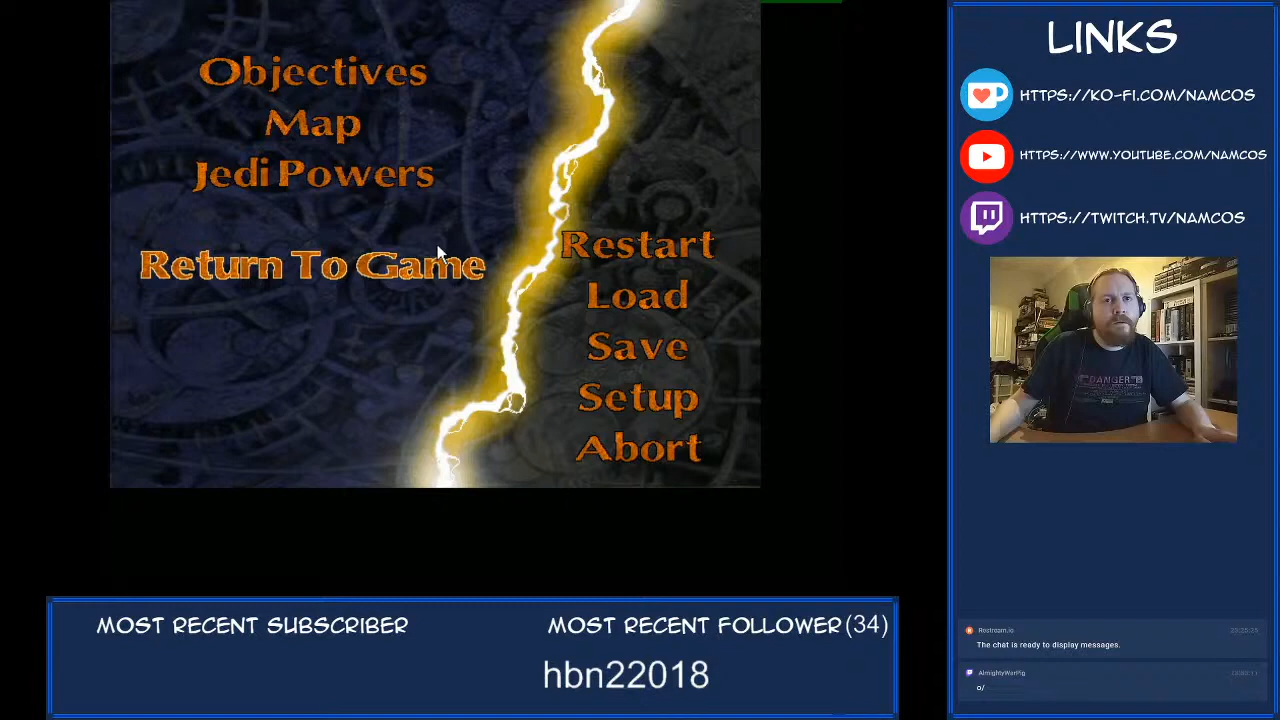 Objectives
Map
Jedi Powers
Return To Game
Restart
Load
Save
Setup
Abort
LINKS
HTTPS://KO-FI.COM/NAMCOS
HTTPS://WWW.YOUTUBE.COM/NAMCOS
HTTPS://TWITCH.TV/NAMCOS
DANGER
Restream.io
The chat is ready to display messages.
AlmightyWarPig
o/
MOST RECENT SUBSCRIBER
MOST RECENT FOLLOWER (34)
hbn22018